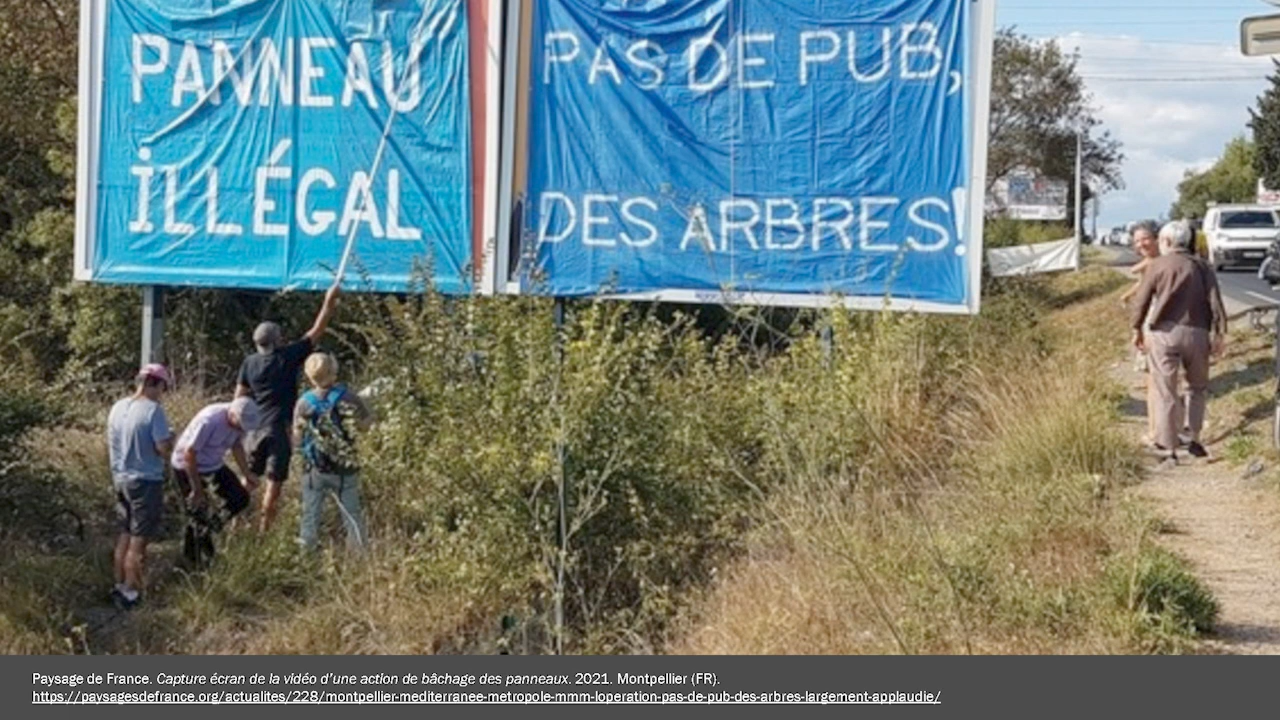 PANNEAU
iLLÉGAL
PAS DE PUB,
DES ARBRES!
Paysage de France. Capture écran de la vidéo d'une action de bâchage des panneaux. 2021. Montpellier (FR).
https://paysagesdefrance.org/actualites/228/montpellier-mediterranee-metropole-mmm-loperation-pas-de-pub-des-arbres-largement-applaudie/